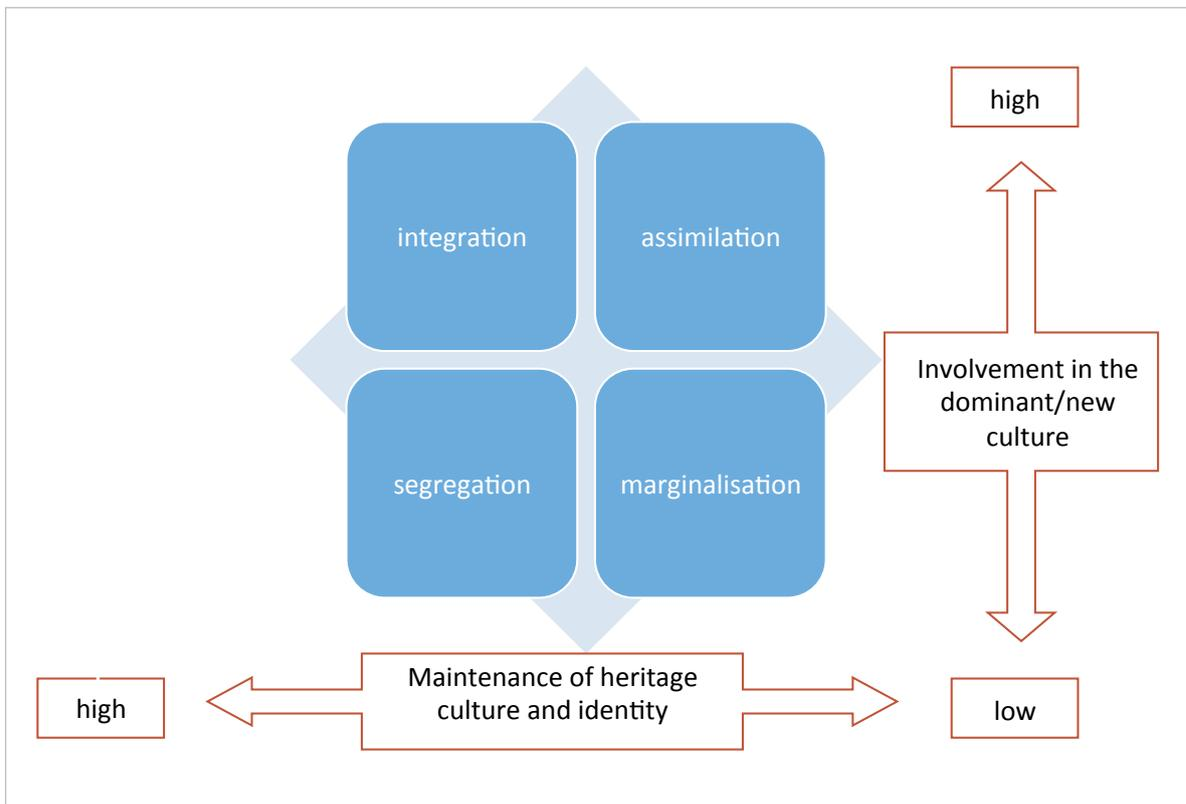 high
integration
assimilation
Involvement in the
dominant/new
culture
segregation
marginalisation
Maintenance of heritage
culture and identity
high
low